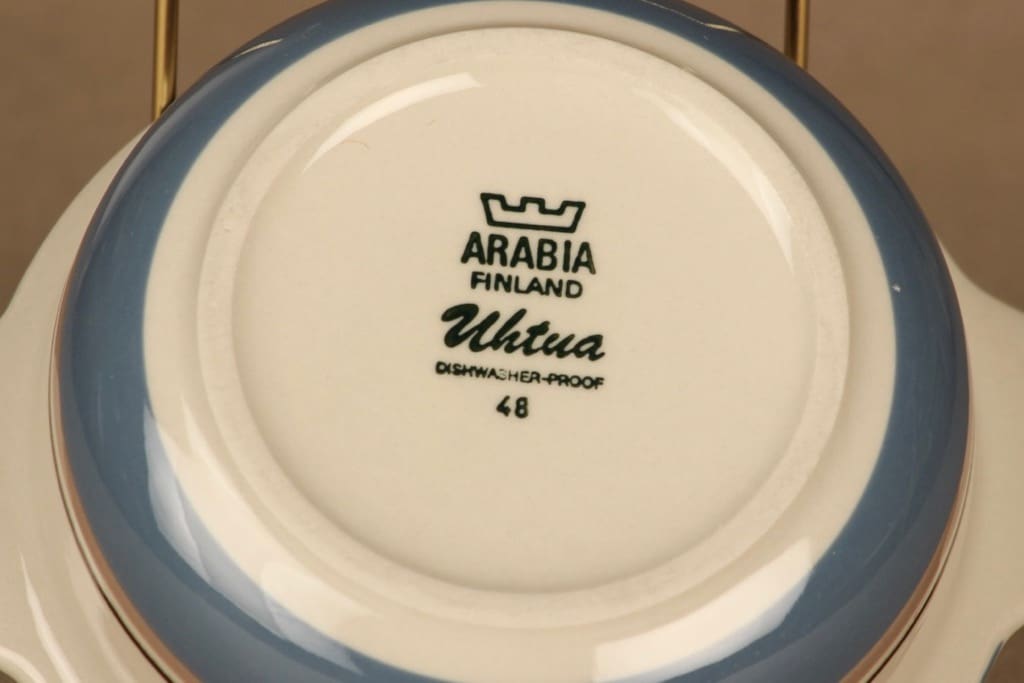 ARABIA
FINLAND
Uhtua
DISHWASHER-PROOF
48